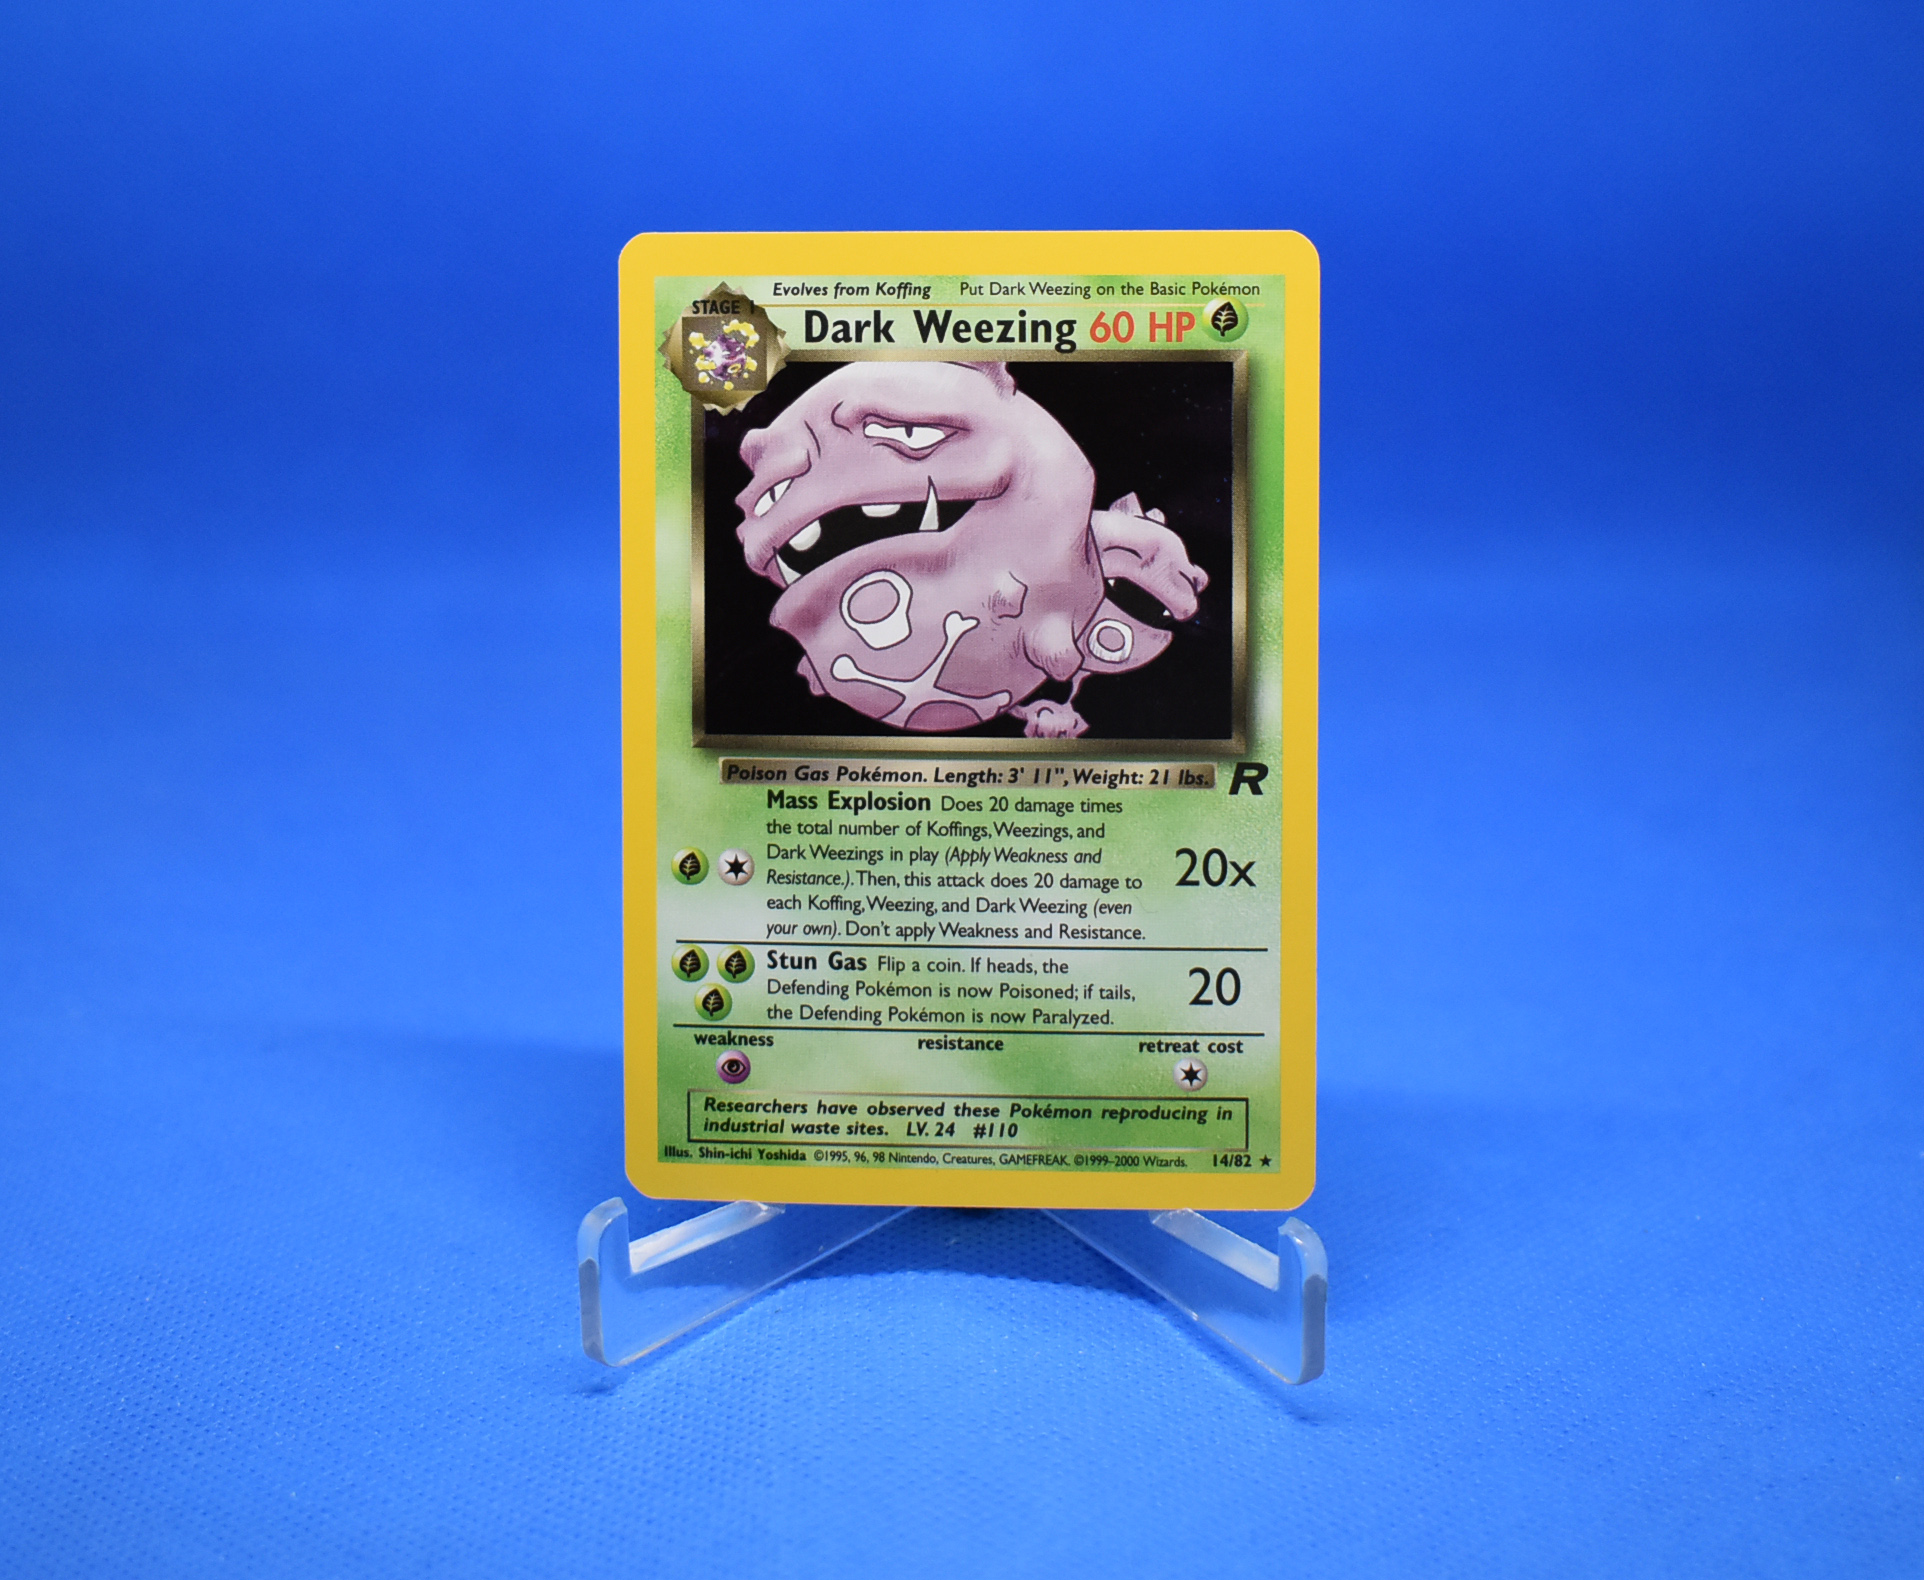 Evolves from Koffing Put Dark Weezing on the Basic Pokémon
STAGE 1
Dark Weezing 60 HP
Poison Gas Pokémon. Length: 3' 11", Weight: 21 lbs.
R
Mass Explosion Does 20 damage times
the total number of Koffings, Weezings, and
Dark Weezings in play (Apply Weakness and
Resistance.). Then, this attack does 20 damage to
each Koffing, Weezing, and Dark Weezing (even
your own). Don't apply Weakness and Resistance.
20x
Stun Gas Flip a coin. If heads, the
Defending Pokémon is now Poisoned; if tails,
the Defending Pokémon is now Paralyzed.
20
weakness resistance retreat cost
Researchers have observed these Pokémon reproducing in
industrial waste sites. LV. 24 #110
Illus. Shin-ichi Yoshida ©1995, 96, 98 Nintendo, Creatures, GAMEFREAK. ©1999-2000 Wizards. 14/82 ★